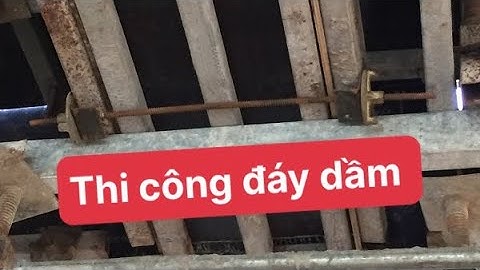 Thi công đáy dầm